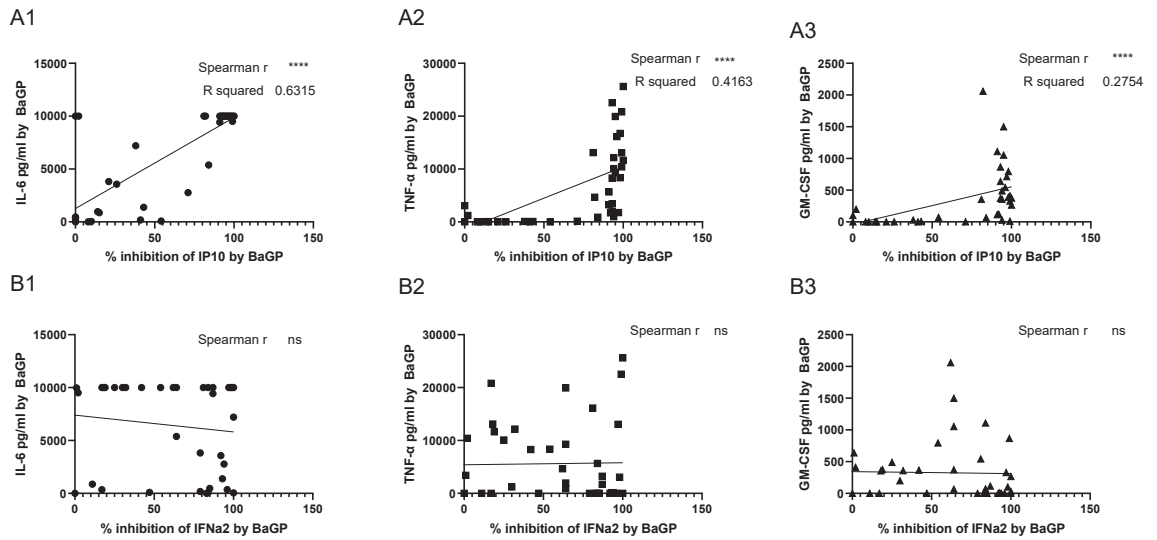 A1
IL-6 pg/ml by BaGP
15000
10000
5000
0
0 50 100 150
% inhibition of IP10 by BaGP
Spearman r ****
R squared 0.6315
A2
TNF-α pg/ml by BaGP
30000
20000
10000
0
0 50 100 150
% inhibition of IP10 by BaGP
Spearman r ****
R squared 0.4163
A3
GM-CSF pg/ml by BaGP
2500
2000
1500
1000
500
0
0 50 100 150
% inhibition of IP10 by BaGP
Spearman r ****
R squared 0.2754
B1
IL-6 pg/ml by BaGP
15000
10000
5000
0
0 50 100 150
% inhibition of IFNa2 by BaGP
Spearman r ns
B2
TNF-α pg/ml by BaGP
30000
20000
10000
0
0 50 100 150
% inhibition of IFNa2 by BaGP
Spearman r ns
B3
GM-CSF pg/ml by BaGP
2500
2000
1500
1000
500
0
0 50 100 150
% inhibition of IFNa2 by BaGP
Spearman r ns